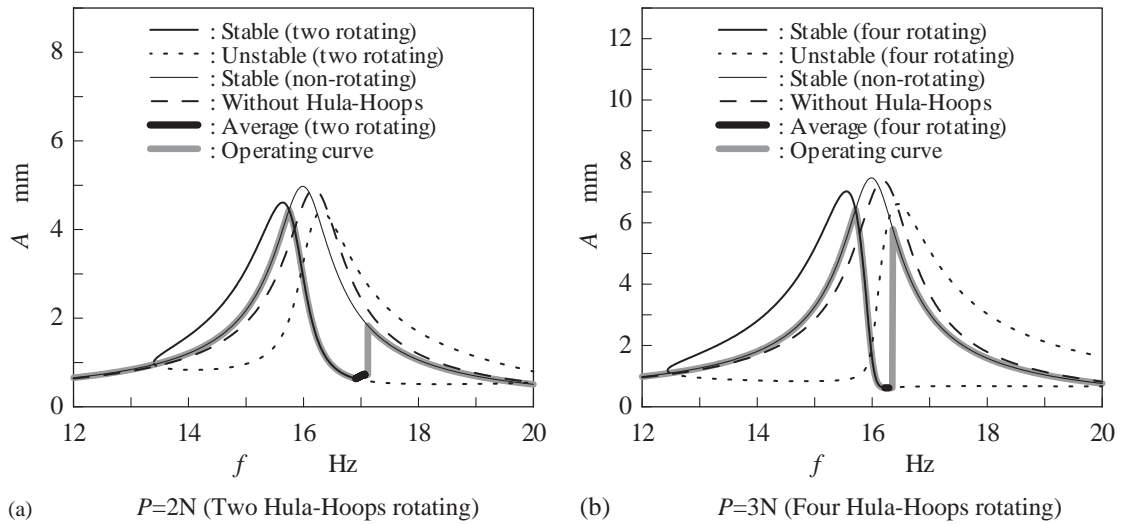 8
6
4
2
0
A mm
: Stable (two rotating)
: Unstable (two rotating)
: Stable (non-rotating)
: Without Hula-Hoops
: Average (two rotating)
: Operating curve
12 14 16 18 20
f Hz
(a) P=2N (Two Hula-Hoops rotating)
12
10
8
6
4
2
0
A mm
: Stable (four rotating)
: Unstable (four rotating)
: Stable (non-rotating)
: Without Hula-Hoops
: Average (four rotating)
: Operating curve
12 14 16 18 20
f Hz
(b) P=3N (Four Hula-Hoops rotating)